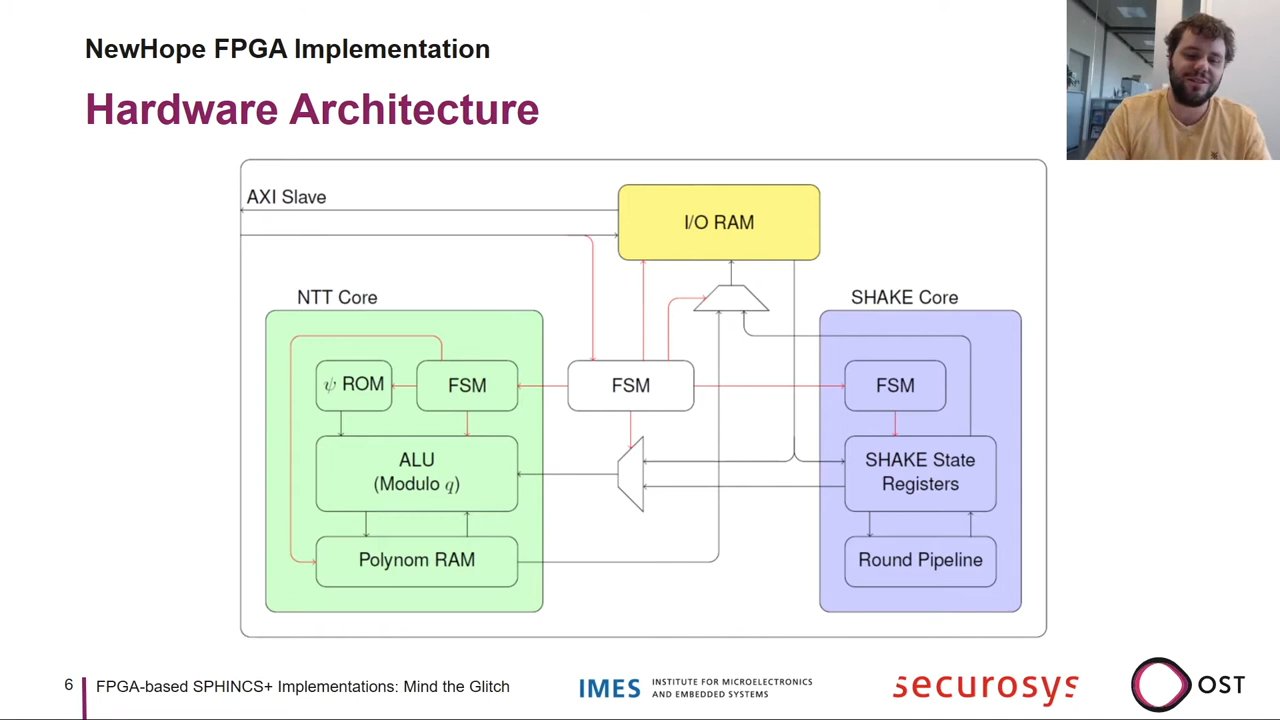 NewHope FPGA Implementation
Hardware Architecture
AXI Slave
I/O RAM
NTT Core
SHAKE Core
ψ ROM
FSM
FSM
FSM
ALU
(Modulo q)
SHAKE State
Registers
Polynom RAM
Round Pipeline
6
FPGA-based SPHINCS+ Implementations: Mind the Glitch
IMES
INSTITUTE FOR MICROELECTRONICS
AND EMBEDDED SYSTEMS
securosys
OST